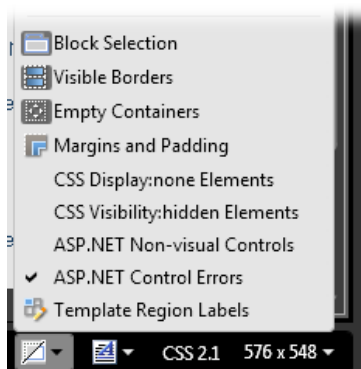 Block Selection
Visible Borders
Empty Containers
Margins and Padding
CSS Display:none Elements
CSS Visibility:hidden Elements
ASP.NET Non-visual Controls
ASP.NET Control Errors
Template Region Labels
CSS 2.1 576 x 548